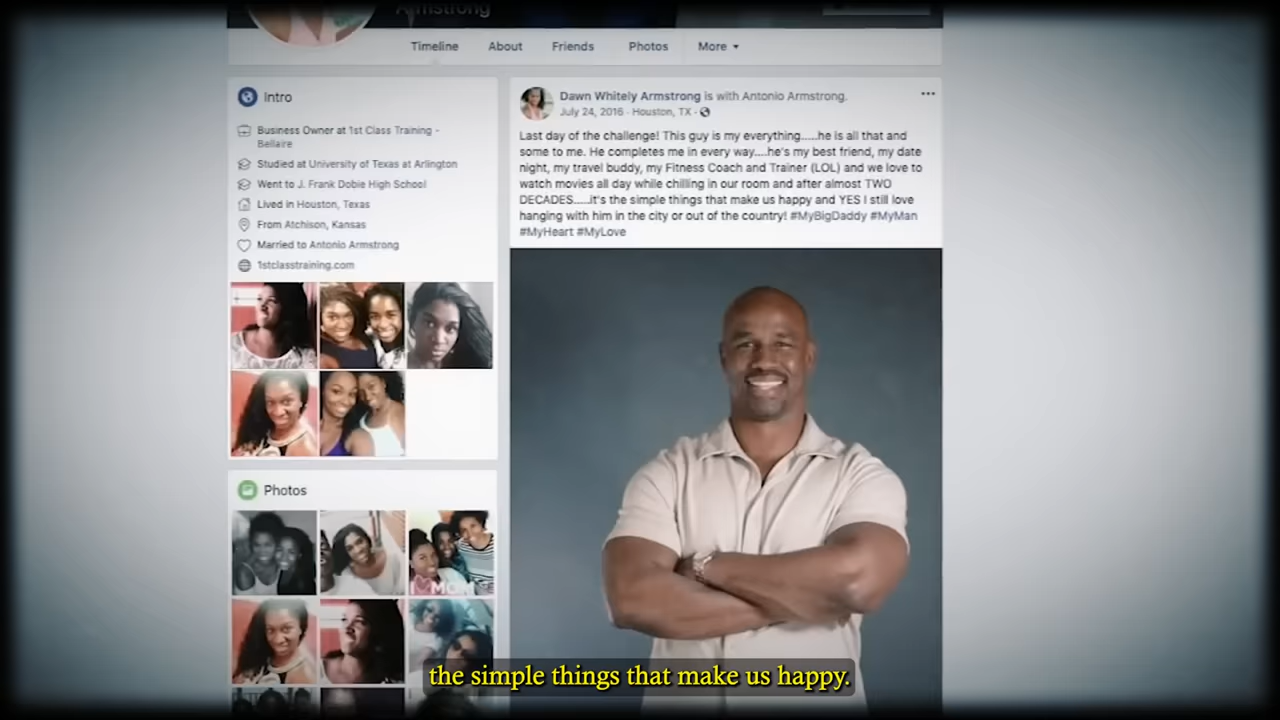 Armstrong
Timeline About Friends Photos More
Intro
Business Owner at 1st Class Training -
Bellaire
Studied at University of Texas at Arlington
Went to J. Frank Dobie High School
Lived in Houston, Texas
From Atchison, Kansas
Married to Antonio Armstrong
1stclasstraining.com
Photos
MOM
Dawn Whitely Armstrong is with Antonio Armstrong.
July 24, 2016 · Houston, TX ·
Last day of the challenge! This guy is my everything.....he is all that and
some to me. He completes me in every way....he's my best friend, my date
night, my travel buddy, my Fitness Coach and Trainer (LOL) and we love to
watch movies all day while chilling in our room and after almost TWO
DECADES.....it's the simple things that make us happy and YES I still love
hanging with him in the city or out of the country! #MyBigDaddy #MyMan
#MyHeart #MyLove
the simple things that make us happy.